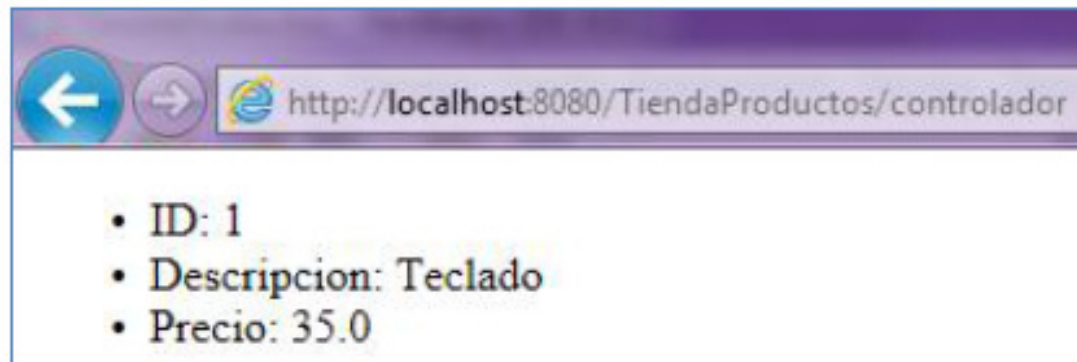 http://localhost:8080/TiendaProductos/controlador
• ID: 1
• Descripcion: Teclado
• Precio: 35.0